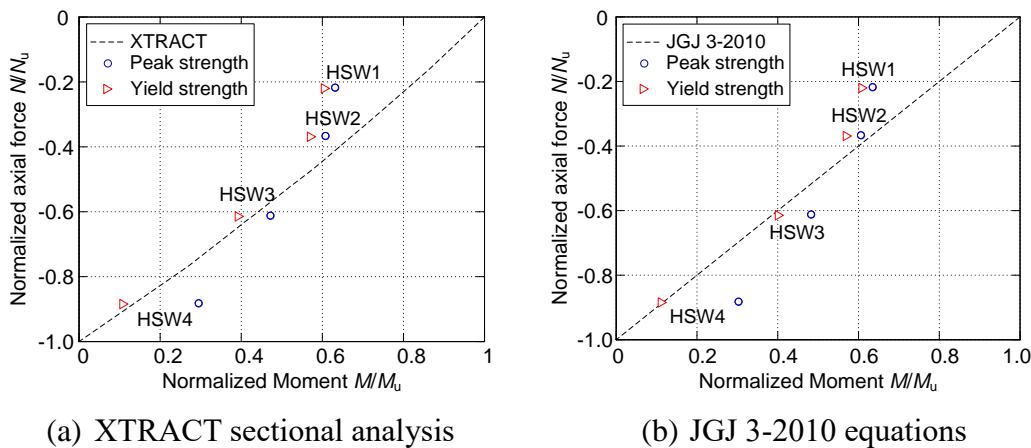 0
-0.2
-0.4
-0.6
-0.8
-1.0
Normalized axial force N/Nu
XTRACT
Peak strength
Yield strength
HSW1
HSW2
HSW3
HSW4
0
0.2
0.4
0.6
0.8
1
Normalized Moment M/Mu
(a) XTRACT sectional analysis
0
-0.2
-0.4
-0.6
-0.8
-1.0
Normalized axial force N/Nu
JGJ 3-2010
Peak strength
Yield strength
HSW1
HSW2
HSW3
HSW4
0
0.2
0.4
0.6
0.8
1.0
Normalized Moment M/Mu
(b) JGJ 3-2010 equations